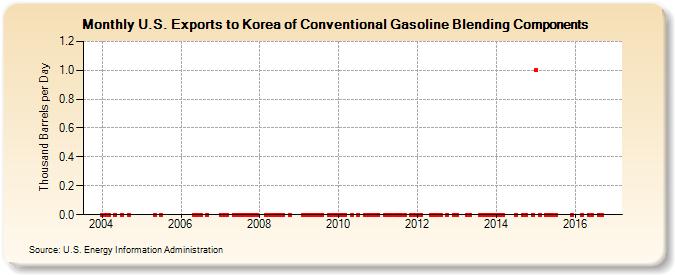 Monthly U.S. Exports to Korea of Conventional Gasoline Blending Components
Thousand Barrels per Day
1.2
1.0
0.8
0.6
0.4
0.2
0.0
2004 2006 2008 2010 2012 2014 2016
Source: U.S. Energy Information Administration